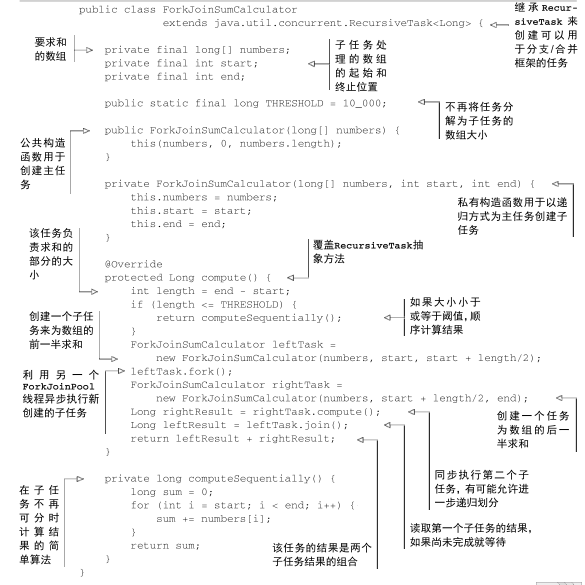 public class ForkJoinSumCalculator
extends java.util.concurrent.RecursiveTask<Long> {
继承 Recur-
siveTask 来
创建可以用
于分支/合并
框架的任务
要求和
的数组
private final long[] numbers;
private final int start;
private final int end;
子任务处
理的数组
的起始和
终止位置
public static final long THRESHOLD = 10_000;
不再将任务分
解为子任务的
数组大小
公共构造
函数用于
创建主任
务
public ForkJoinSumCalculator(long[] numbers) {
this(numbers, 0, numbers.length);
}
private ForkJoinSumCalculator(long[] numbers, int start, int end) {
this.numbers = numbers;
this.start = start;
this.end = end;
}
私有构造函数用于以递
归方式为主任务创建子
任务
该任务负
责求和的
部分的大
小
覆盖RecursiveTask抽
象方法
@Override
protected Long compute() {
int length = end - start;
if (length <= THRESHOLD) {
return computeSequentially();
}
如果大小小于
或等于阈值,顺
序计算结果
创建一个子任
务来为数组的
前一半求和
ForkJoinSumCalculator leftTask =
new ForkJoinSumCalculator(numbers, start, start + length/2);
leftTask.fork();
利用另一个
ForkJoinPool
线程异步执行新
创建的子任务
ForkJoinSumCalculator rightTask =
new ForkJoinSumCalculator(numbers, start + length/2, end);
Long rightResult = rightTask.compute();
Long leftResult = leftTask.join();
return leftResult + rightResult;
}
创建一个任务
为数组的后一
半求和
同步执行第二个子
任务,有可能允许进
一步递归划分
读取第一个子任务的结果,
如果尚未完成就等待
该任务的结果是两个
子任务结果的组合
在子任
务不再
可分时
计算结
果的简
单算法
private long computeSequentially() {
long sum = 0;
for (int i = start; i < end; i++) {
sum += numbers[i];
}
return sum;
}
}